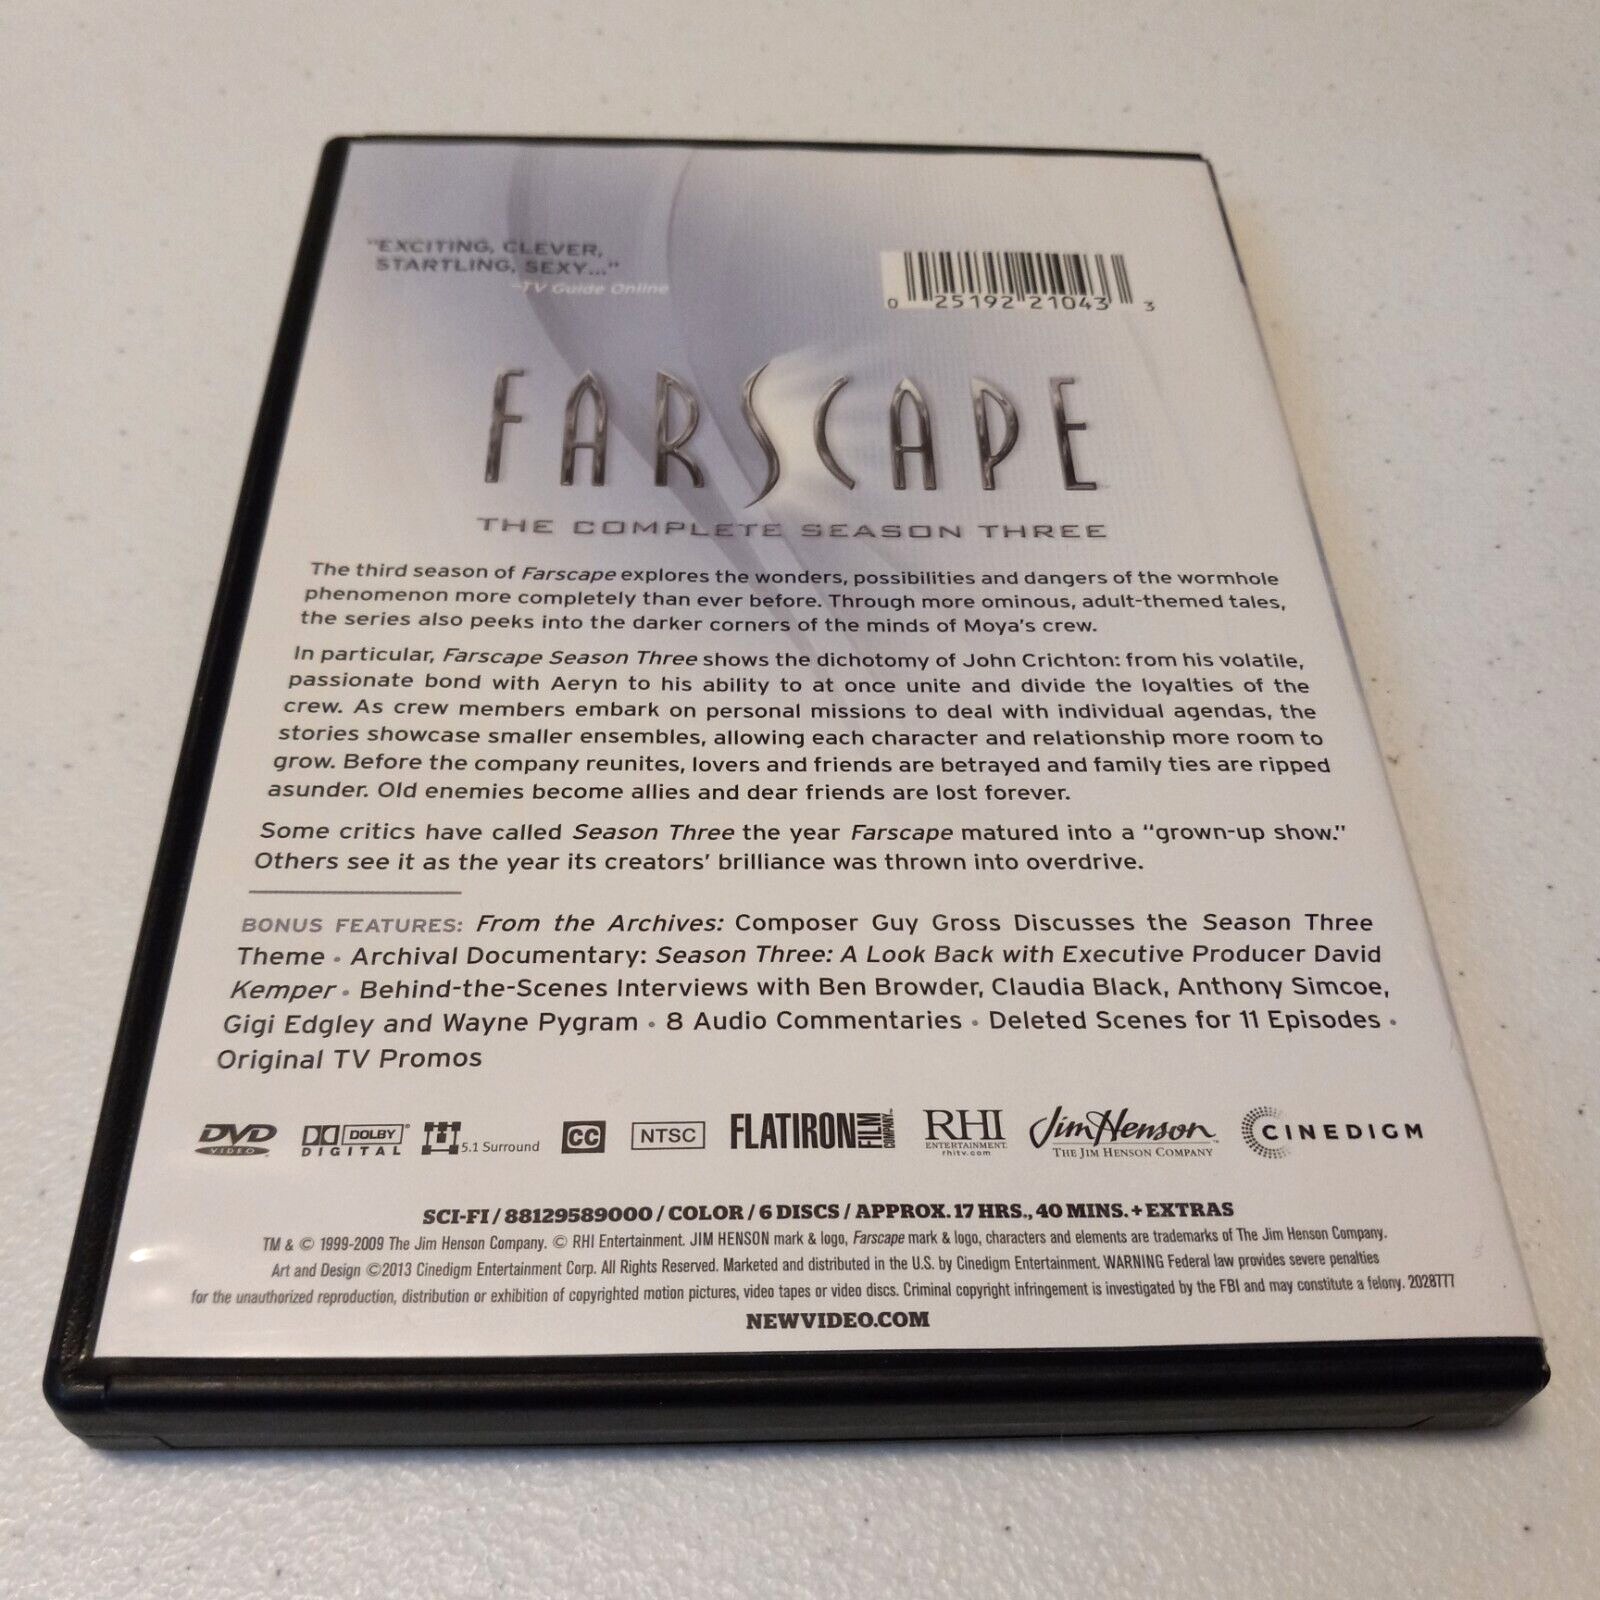 "EXCITING, CLEVER,
STARTLING, SEXY..."
–TV Guide Online
0 25192 21043 3
FARSCAPE
THE COMPLETE SEASON THREE
The third season of Farscape explores the wonders, possibilities and dangers of the wormhole
phenomenon more completely than ever before. Through more ominous, adult-themed tales,
the series also peeks into the darker corners of the minds of Moya's crew.
In particular, Farscape Season Three shows the dichotomy of John Crichton: from his volatile,
passionate bond with Aeryn to his ability to at once unite and divide the loyalties of the
crew. As crew members embark on personal missions to deal with individual agendas, the
stories showcase smaller ensembles, allowing each character and relationship more room to
grow. Before the company reunites, lovers and friends are betrayed and family ties are ripped
asunder. Old enemies become allies and dear friends are lost forever.
Some critics have called Season Three the year Farscape matured into a "grown-up show."
Others see it as the year its creators' brilliance was thrown into overdrive.
BONUS FEATURES: From the Archives: Composer Guy Gross Discusses the Season Three
Theme • Archival Documentary: Season Three: A Look Back with Executive Producer David
Kemper • Behind-the-Scenes Interviews with Ben Browder, Claudia Black, Anthony Simcoe,
Gigi Edgley and Wayne Pygram • 8 Audio Commentaries • Deleted Scenes for 11 Episodes •
Original TV Promos
DVD VIDEO DOLBY DIGITAL 5.1 Surround CC NTSC FLATIRON FILM COMPANY RHI ENTERTAINMENT rhitv.com Jim Henson THE JIM HENSON COMPANY CINEDIGM
SCI-FI / 88129589000 / COLOR / 6 DISCS / APPROX. 17 HRS., 40 MINS. + EXTRAS
TM & © 1999-2009 The Jim Henson Company. © RHI Entertainment. JIM HENSON mark & logo, Farscape mark & logo, characters and elements are trademarks of The Jim Henson Company.
Art and Design ©2013 Cinedigm Entertainment Corp. All Rights Reserved. Marketed and distributed in the U.S. by Cinedigm Entertainment. WARNING Federal law provides severe penalties
for the unauthorized reproduction, distribution or exhibition of copyrighted motion pictures, video tapes or video discs. Criminal copyright infringement is investigated by the FBI and may constitute a felony. 2028777
NEWVIDEO.COM